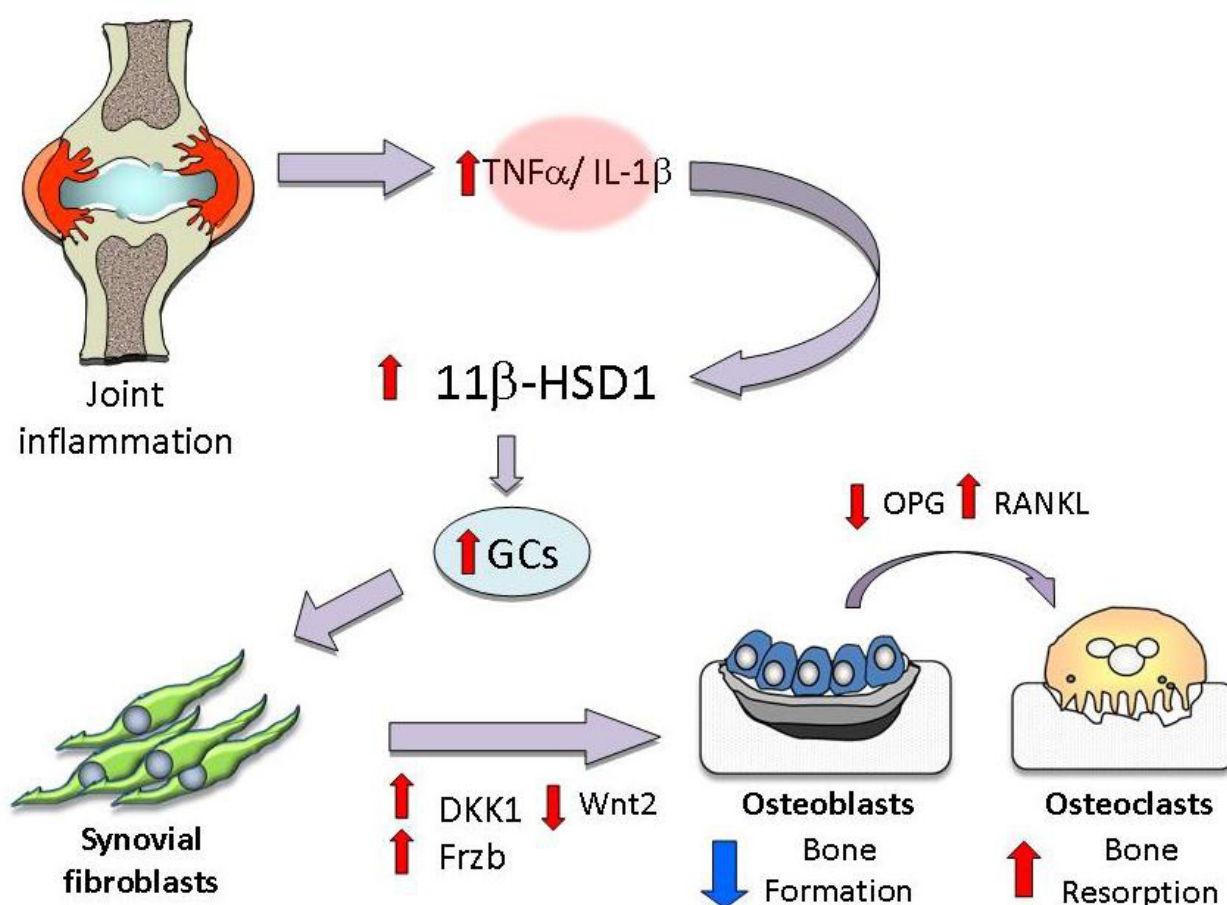 TNFα/ IL-1β
Joint
inflammation
11β-HSD1
GCs
OPG RANKL
Synovial
fibroblasts
DKK1 Wnt2
Frzb
Osteoblasts
Bone
Formation
Osteoclasts
Bone
Resorption